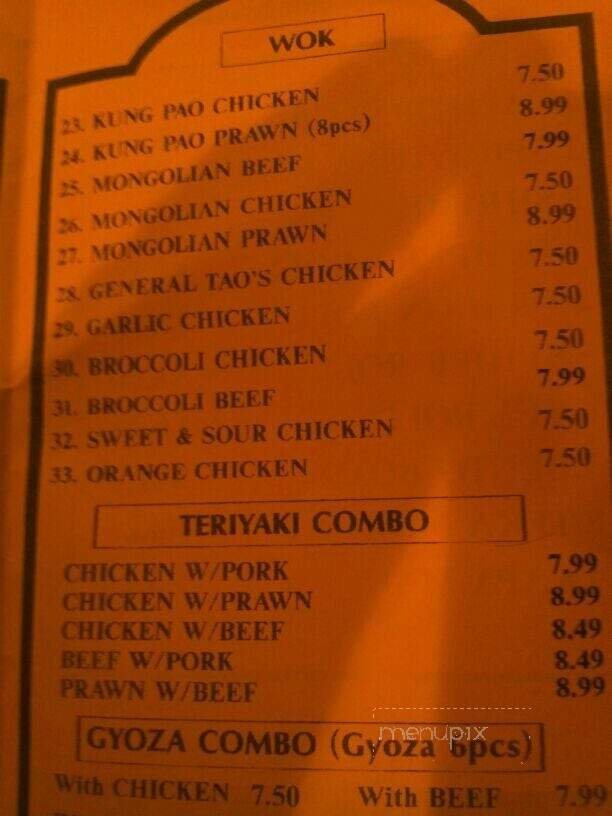 WOK
23. KUNG PAO CHICKEN 7.50
24. KUNG PAO PRAWN (8pcs) 8.99
25. MONGOLIAN BEEF 7.99
26. MONGOLIAN CHICKEN 7.50
27. MONGOLIAN PRAWN 8.99
28. GENERAL TAO'S CHICKEN 7.50
29. GARLIC CHICKEN 7.50
30. BROCCOLI CHICKEN 7.50
31. BROCCOLI BEEF 7.99
32. SWEET & SOUR CHICKEN 7.50
33. ORANGE CHICKEN 7.50
TERIYAKI COMBO
CHICKEN W/PORK 7.99
CHICKEN W/PRAWN 8.99
CHICKEN W/BEEF 8.49
BEEF W/PORK 8.49
PRAWN W/BEEF 8.99
menupix
GYOZA COMBO (Gyoza 6pcs)
With CHICKEN 7.50 With BEEF 7.99